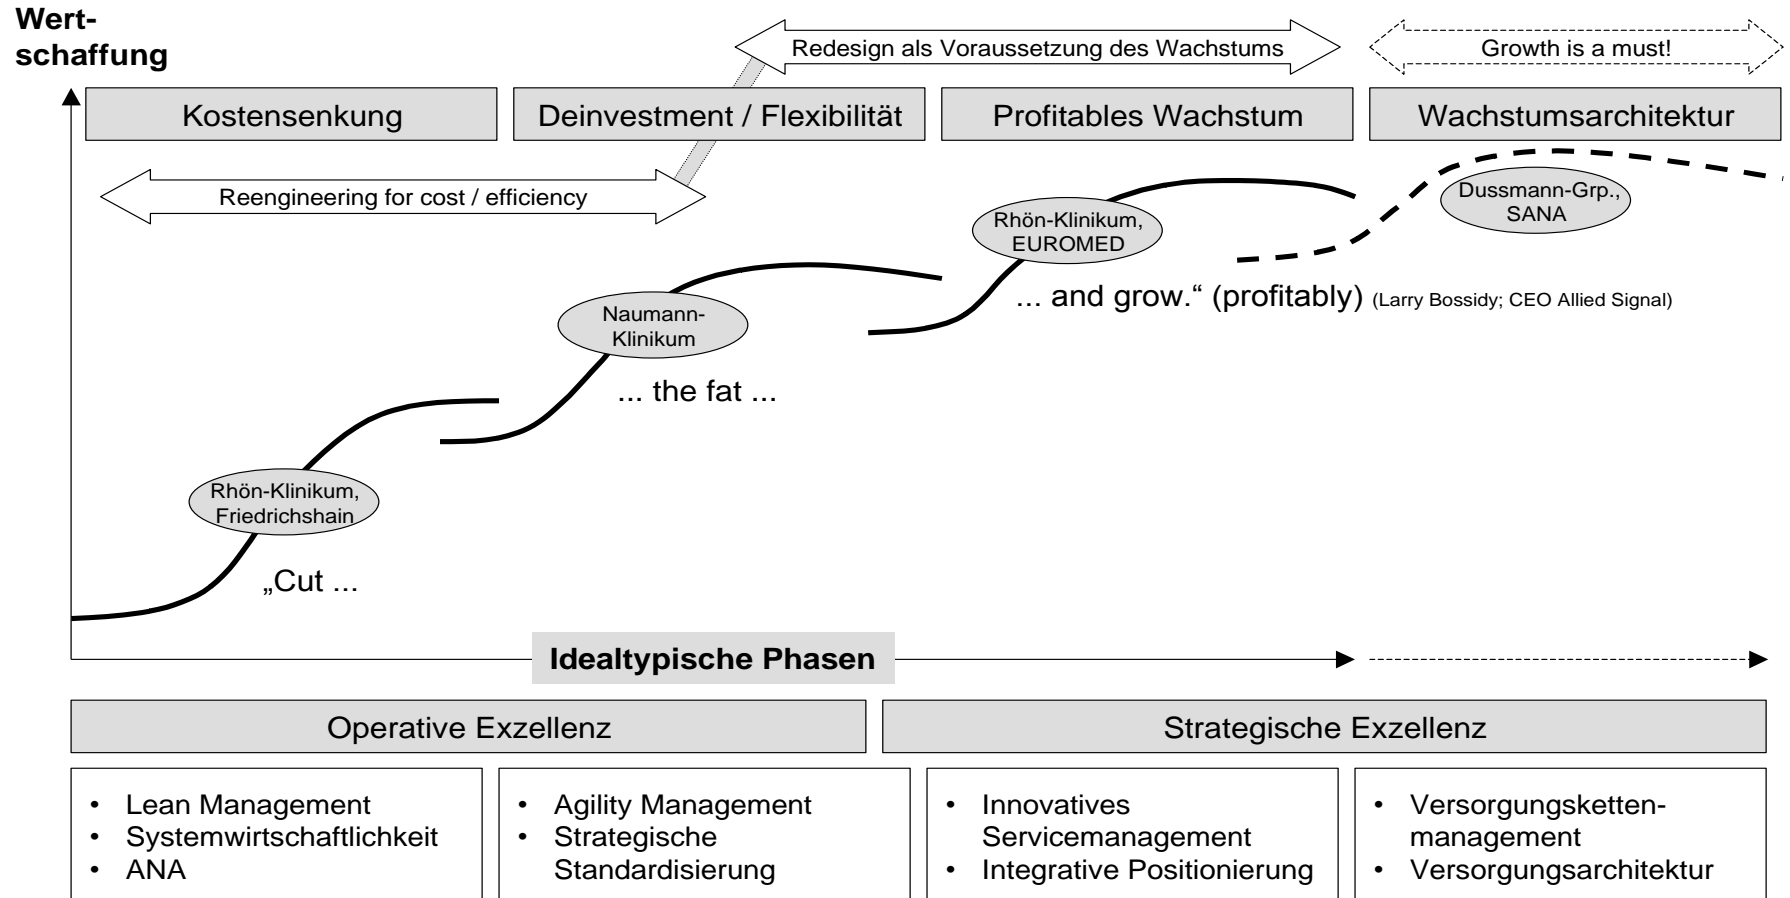 Wert-
schaffung
Redesign als Voraussetzung des Wachstums
Growth is a must!
Kostensenkung
Deinvestment / Flexibilität
Profitables Wachstum
Wachstumsarchitektur
Reengineering for cost / efficiency
Dussmann-Grp.,
SANA
Rhön-Klinikum,
EUROMED
... and grow.“ (profitably) (Larry Bossidy; CEO Allied Signal)
Naumann-
Klinikum
... the fat ...
Rhön-Klinikum,
Friedrichshain
„Cut ...
Idealtypische Phasen
Operative Exzellenz
Strategische Exzellenz
• Lean Management
• Systemwirtschaftlichkeit
• ANA
• Agility Management
• Strategische
Standardisierung
• Innovatives
Servicemanagement
• Integrative Positionierung
• Versorgungsketten-
management
• Versorgungsarchitektur